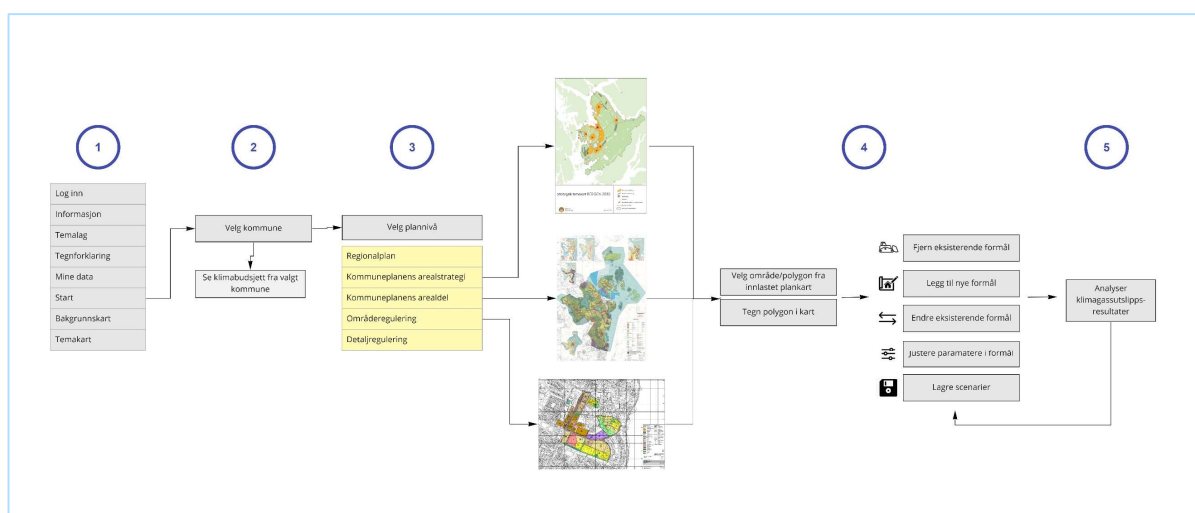 1
2
3
4
5
Log inn
Informasjon
Temalag
Tegnforklaring
Mine data
Start
Bakgrunnskart
Temakart
Velg kommune
Se klimabudsjett fra valgt
kommune
Velg plannivå
Regionalplan
Kommuneplanens arealstrategi
Kommuneplanens arealdel
Områderegulering
Detaljregulering
Velg område/polygon fra
innlastet plankart
Tegn polygon i kart
Fjern eksisterende formål
Legg til nye formål
Endre eksisterende formål
Justere paramatere i formål
Lagre scenarier
Analyser
klimagassutslipps-
resultater